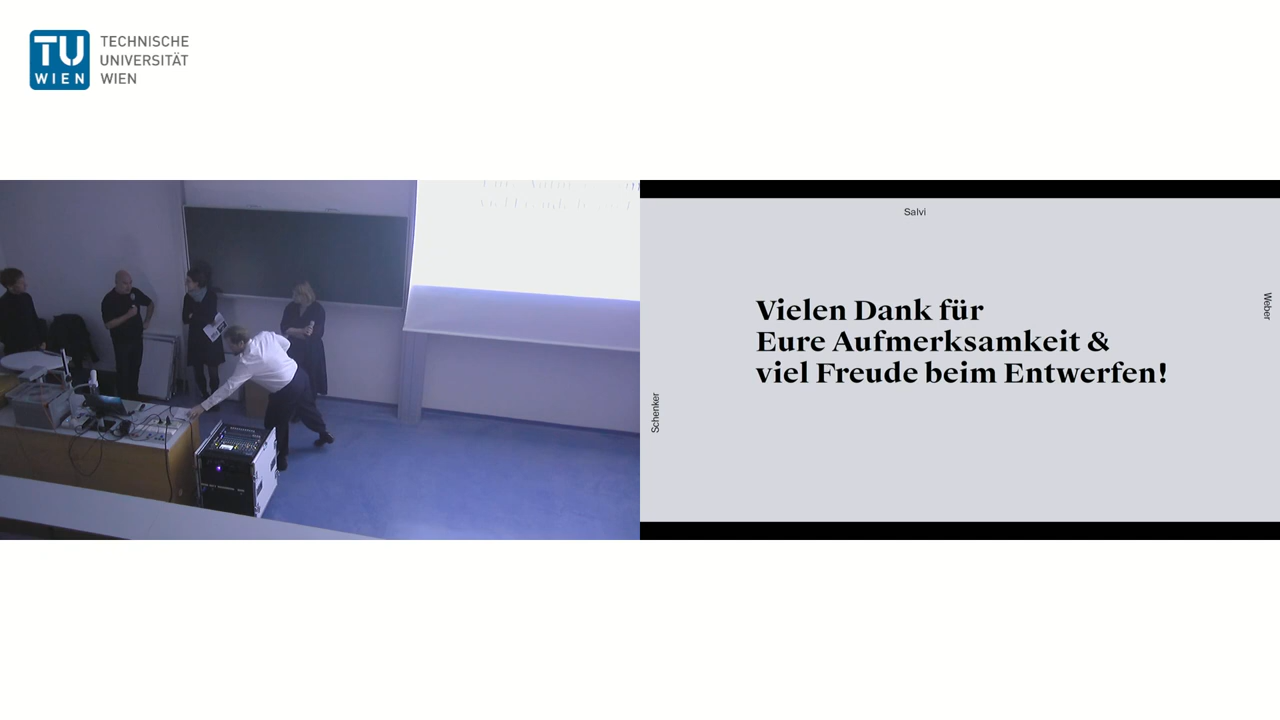 TU
WIEN
TECHNISCHE
UNIVERSITÄT
WIEN
Salvi
Weber
Vielen Dank für
Eure Aufmerksamkeit &
viel Freude beim Entwerfen!
Schenker